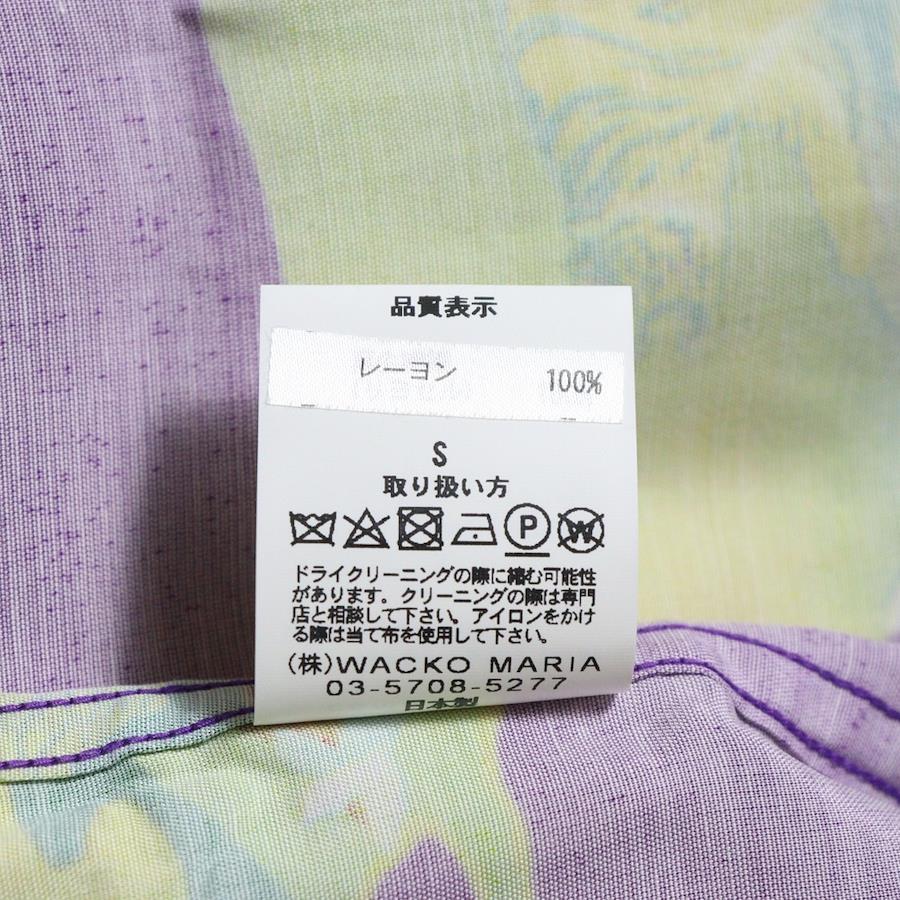 品質表示
レーヨン 100%
S
取り扱い方
P
W
ドライクリーニングの際に縮む可能性
があります。クリーニングの際は専門
店と相談して下さい。アイロンをかけ
る際は当て布を使用して下さい。
(株)WACKO MARIA
03-5708-5277
日本製